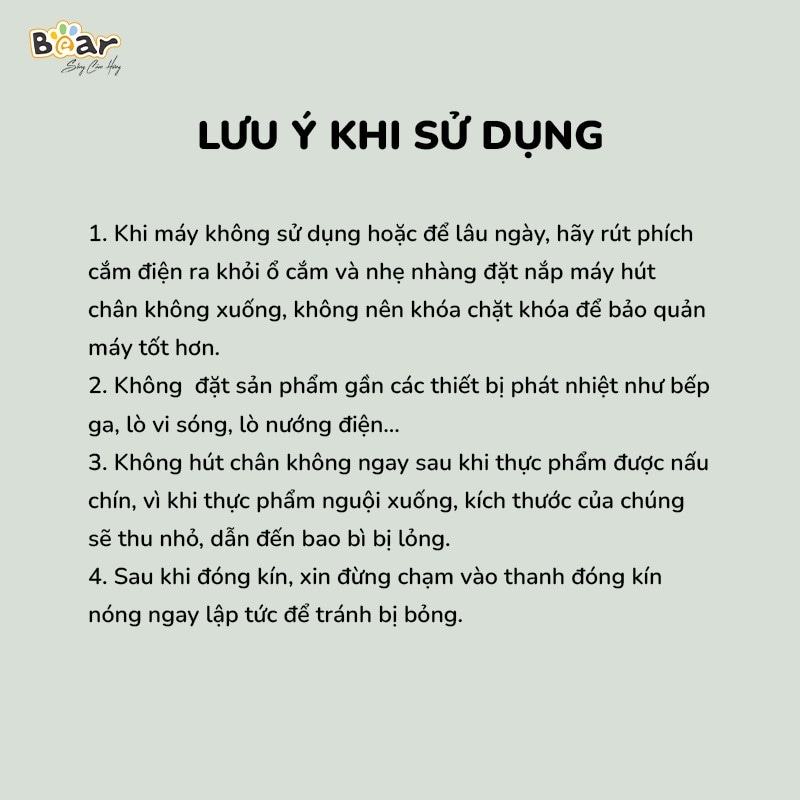 Bear
Sống Cảm Hứng
LƯU Ý KHI SỬ DỤNG
1. Khi máy không sử dụng hoặc để lâu ngày, hãy rút phích
cắm điện ra khỏi ổ cắm và nhẹ nhàng đặt nắp máy hút
chân không xuống, không nên khóa chặt khóa để bảo quản
máy tốt hơn.
2. Không  đặt sản phẩm gần các thiết bị phát nhiệt như bếp
ga, lò vi sóng, lò nướng điện...
3. Không hút chân không ngay sau khi thực phẩm được nấu
chín, vì khi thực phẩm nguội xuống, kích thước của chúng
sẽ thu nhỏ, dẫn đến bao bì bị lỏng.
4. Sau khi đóng kín, xin đừng chạm vào thanh đóng kín
nóng ngay lập tức để tránh bị bỏng.